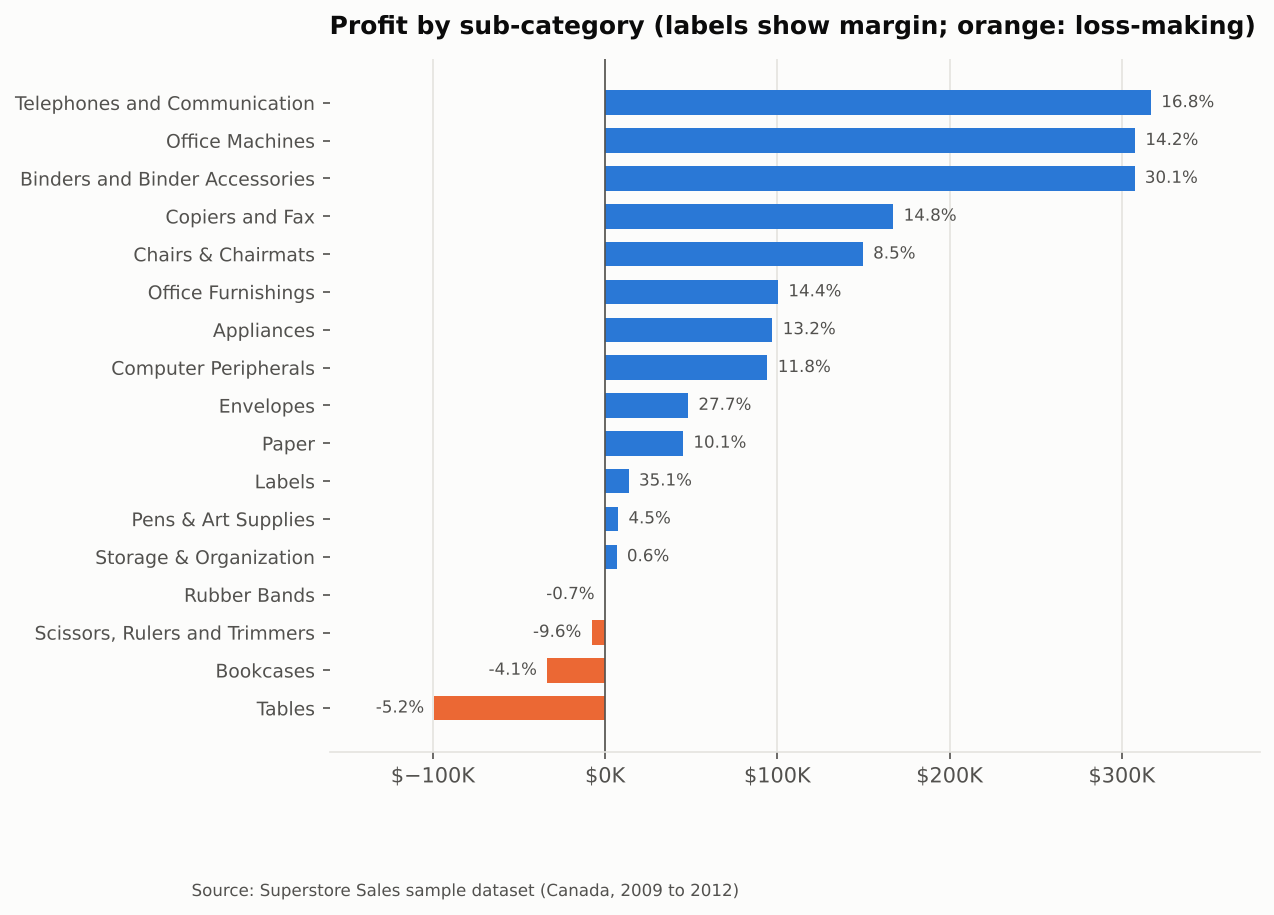 Profit by sub-category (labels show margin; orange: loss-making)
Telephones and Communication 16.8%
Office Machines 14.2%
Binders and Binder Accessories 30.1%
Copiers and Fax 14.8%
Chairs & Chairmats 8.5%
Office Furnishings 14.4%
Appliances 13.2%
Computer Peripherals 11.8%
Envelopes 27.7%
Paper 10.1%
Labels 35.1%
Pens & Art Supplies 4.5%
Storage & Organization 0.6%
Rubber Bands -0.7%
Scissors, Rulers and Trimmers -9.6%
Bookcases -4.1%
Tables -5.2%
$−100K $0K $100K $200K $300K
Source: Superstore Sales sample dataset (Canada, 2009 to 2012)